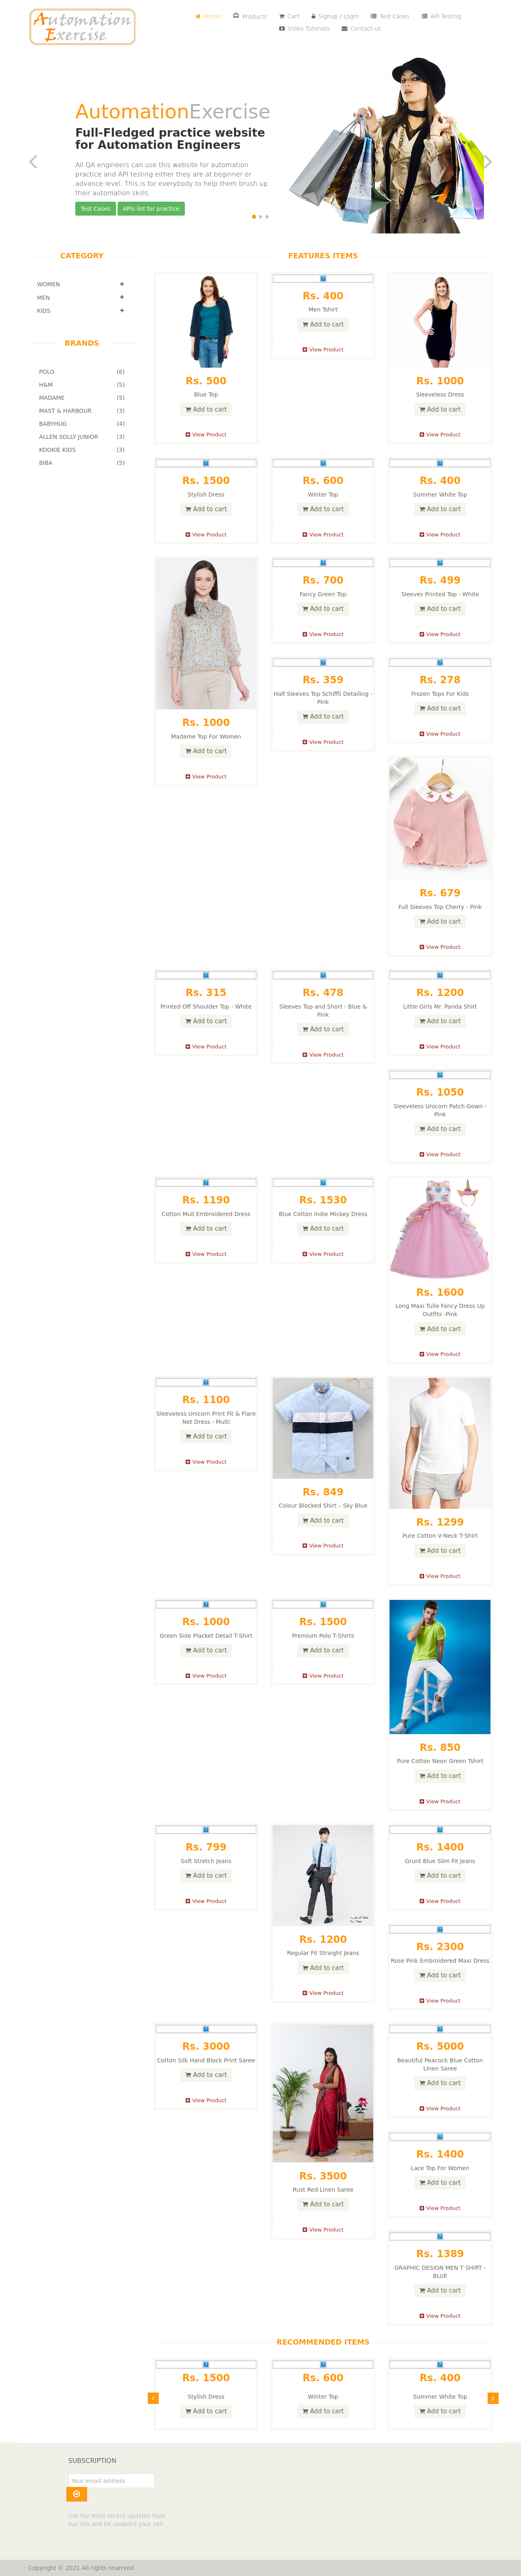 Automation
Exercise
Home
Products
Cart
Signup / Login
Test Cases
API Testing
Video Tutorials
Contact us
AutomationExercise
Full-Fledged practice website
for Automation Engineers
All QA engineers can use this website for automation
practice and API testing either they are at beginner or
advance level. This is for everybody to help them brush up
their automation skills.
Test Cases
APIs list for practice
CATEGORY
WOMEN
MEN
KIDS
BRANDS
POLO (6)
H&M (5)
MADAME (5)
MAST & HARBOUR (3)
BABYHUG (4)
ALLEN SOLLY JUNIOR (3)
KOOKIE KIDS (3)
BIBA (5)
FEATURES ITEMS
Rs. 500
Blue Top
Add to cart
View Product
Rs. 400
Men Tshirt
Add to cart
View Product
Rs. 1000
Sleeveless Dress
Add to cart
View Product
Rs. 1500
Stylish Dress
Add to cart
View Product
Rs. 600
Winter Top
Add to cart
View Product
Rs. 400
Summer White Top
Add to cart
View Product
Rs. 1000
Madame Top For Women
Add to cart
View Product
Rs. 700
Fancy Green Top
Add to cart
View Product
Rs. 499
Sleeves Printed Top - White
Add to cart
View Product
Rs. 359
Half Sleeves Top Schiffli Detailing -
Pink
Add to cart
View Product
Rs. 278
Frozen Tops For Kids
Add to cart
View Product
Rs. 679
Full Sleeves Top Cherry - Pink
Add to cart
View Product
Rs. 315
Printed Off Shoulder Top - White
Add to cart
View Product
Rs. 478
Sleeves Top and Short - Blue &
Pink
Add to cart
View Product
Rs. 1200
Little Girls Mr. Panda Shirt
Add to cart
View Product
Rs. 1050
Sleeveless Unicorn Patch Gown -
Pink
Add to cart
View Product
Rs. 1190
Cotton Mull Embroidered Dress
Add to cart
View Product
Rs. 1530
Blue Cotton Indie Mickey Dress
Add to cart
View Product
Rs. 1600
Long Maxi Tulle Fancy Dress Up
Outfits -Pink
Add to cart
View Product
Rs. 1100
Sleeveless Unicorn Print Fit & Flare
Net Dress - Multi
Add to cart
View Product
Rs. 849
Colour Blocked Shirt – Sky Blue
Add to cart
View Product
Rs. 1299
Pure Cotton V-Neck T-Shirt
Add to cart
View Product
Rs. 1000
Green Side Placket Detail T-Shirt
Add to cart
View Product
Rs. 1500
Premium Polo T-Shirts
Add to cart
View Product
Rs. 850
Pure Cotton Neon Green Tshirt
Add to cart
View Product
Rs. 799
Soft Stretch Jeans
Add to cart
View Product
Rs. 1200
Regular Fit Straight Jeans
Add to cart
View Product
Rs. 1400
Grunt Blue Slim Fit Jeans
Add to cart
View Product
Rs. 2300
Rose Pink Embroidered Maxi Dress
Add to cart
View Product
Rs. 3000
Cotton Silk Hand Block Print Saree
Add to cart
View Product
Rs. 3500
Rust Red Linen Saree
Add to cart
View Product
Rs. 5000
Beautiful Peacock Blue Cotton
Linen Saree
Add to cart
View Product
Rs. 1400
Lace Top For Women
Add to cart
View Product
Rs. 1389
GRAPHIC DESIGN MEN T SHIRT -
BLUE
Add to cart
View Product
RECOMMENDED ITEMS
Rs. 1500
Stylish Dress
Add to cart
Rs. 600
Winter Top
Add to cart
Rs. 400
Summer White Top
Add to cart
SUBSCRIPTION
Your email address
Get the most recent updates from
our site and be updated your self...
Copyright © 2021 All rights reserved